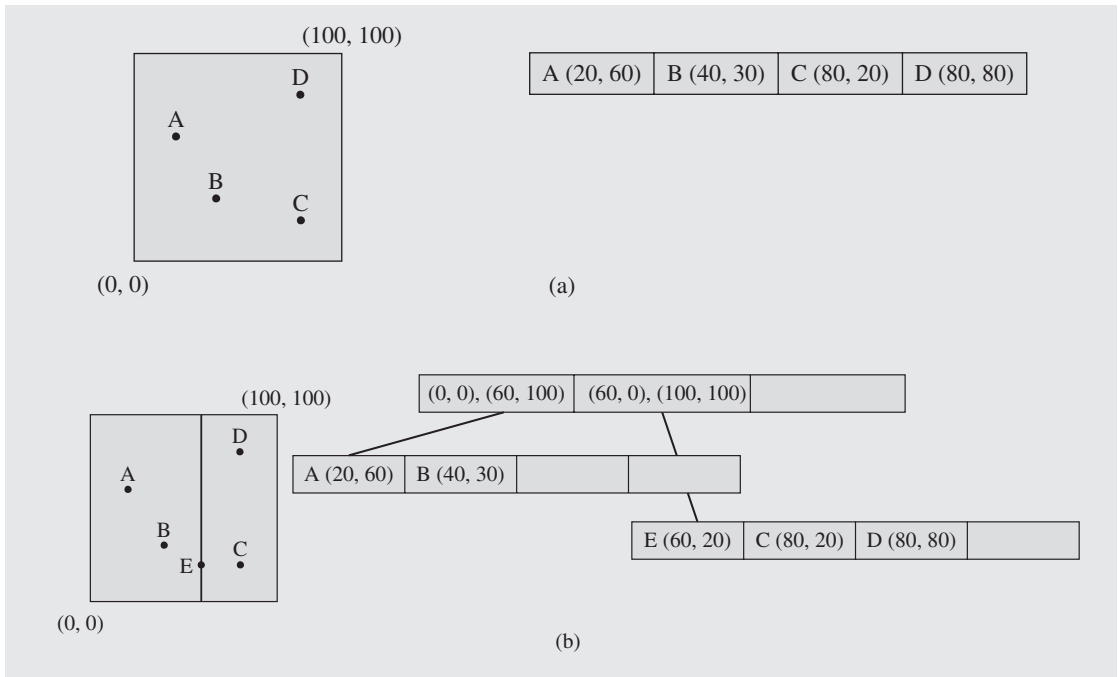 (100, 100)
D
A
B
C
(0, 0)
A (20, 60) B (40, 30) C (80, 20) D (80, 80)
(a)
(100, 100)
D
A
B
E
C
(0, 0)
(0, 0), (60, 100) (60, 0), (100, 100)
A (20, 60) B (40, 30)
E (60, 20) C (80, 20) D (80, 80)
(b)